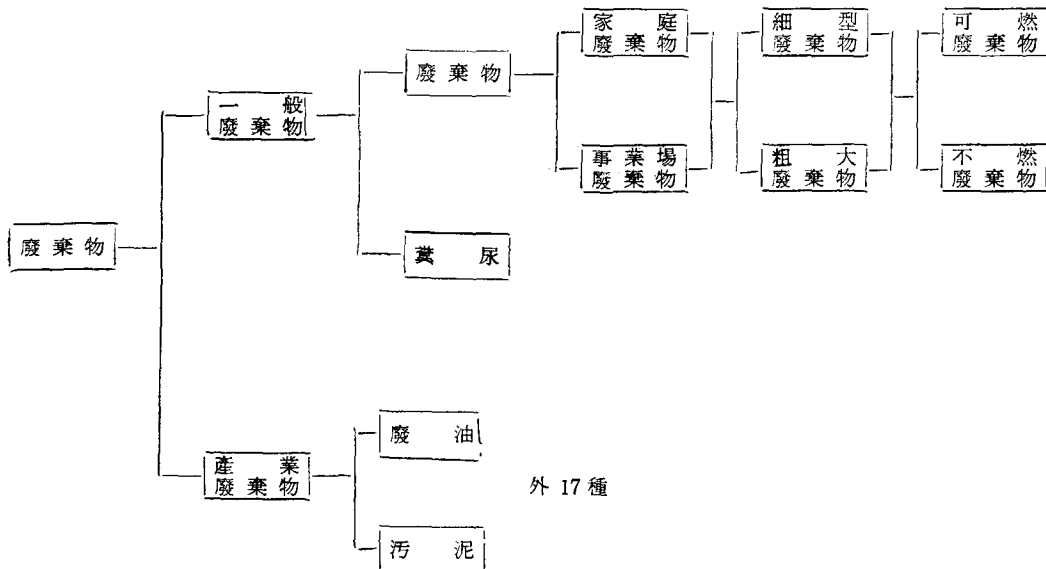 家庭
廢棄物
細型
廢棄物
可燃
廢棄物
廢棄物
一般
廢棄物
事業場
廢棄物
粗大
廢棄物
不燃
廢棄物
廢棄物
糞尿
廢油
產業
廢棄物
外 17 種
汚泥